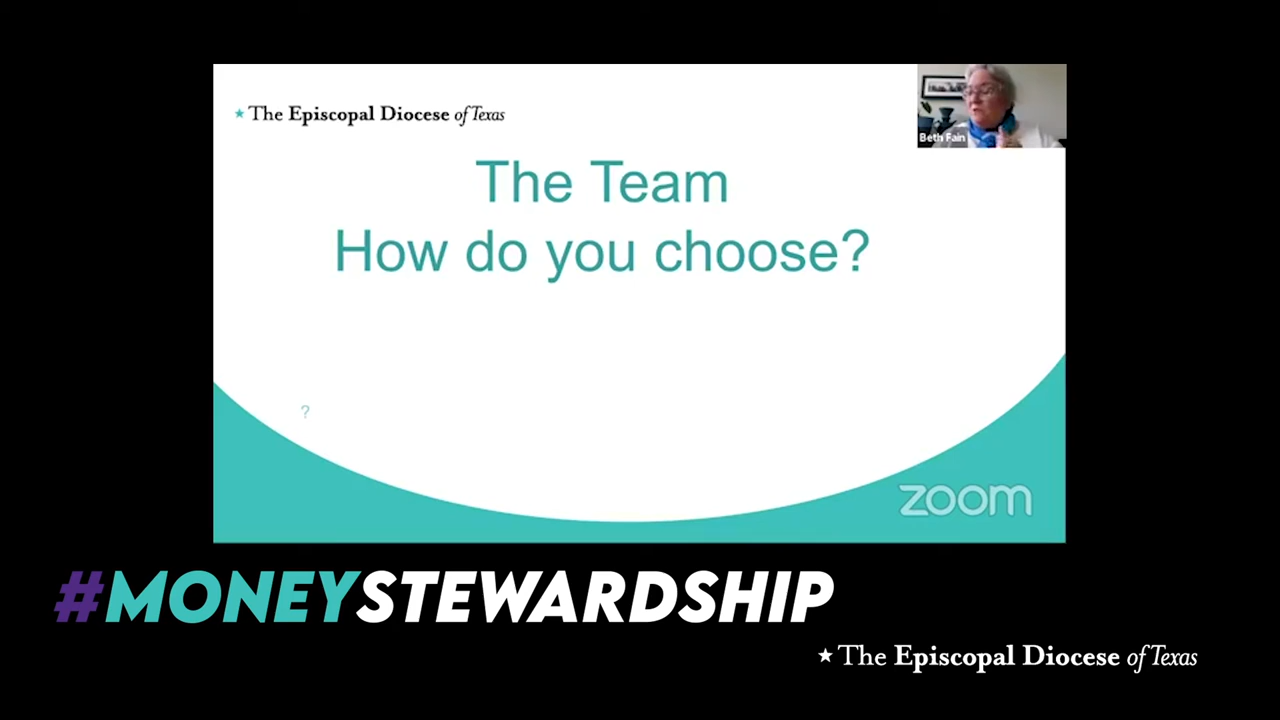 ★ The Episcopal Diocese of Texas
Beth Fain
The Team
How do you choose?
?
zoom
#MONEYSTEWARDSHIP
★ The Episcopal Diocese of Texas